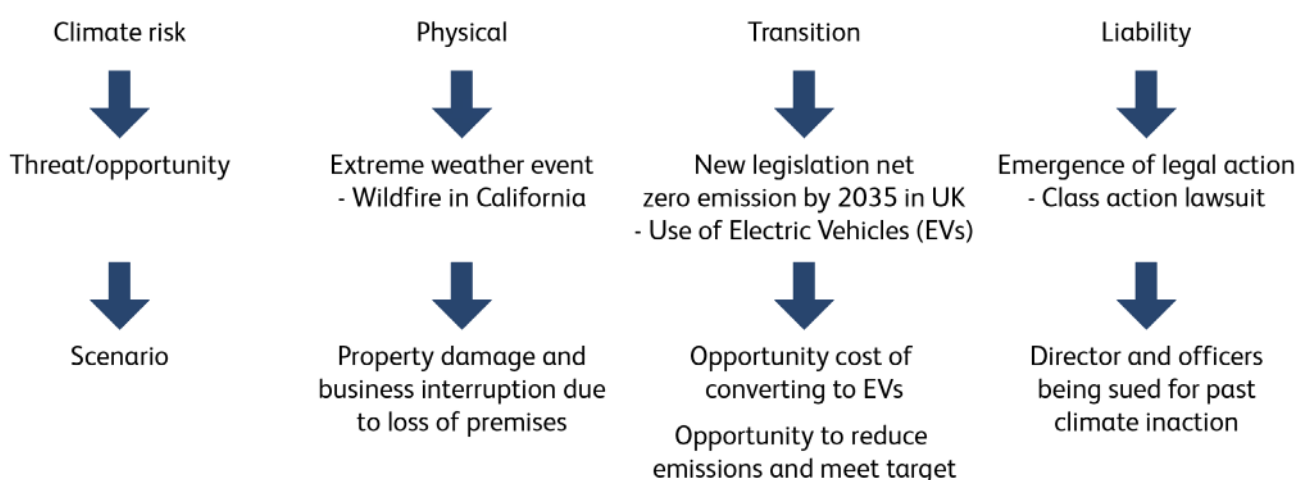 Climate risk
Physical
Transition
Liability
Threat/opportunity
Extreme weather event
- Wildfire in California
New legislation net
zero emission by 2035 in UK
- Use of Electric Vehicles (EVs)
Emergence of legal action
- Class action lawsuit
Scenario
Property damage and
business interruption due
to loss of premises
Opportunity cost of
converting to EVs
Opportunity to reduce
emissions and meet target
Director and officers
being sued for past
climate inaction